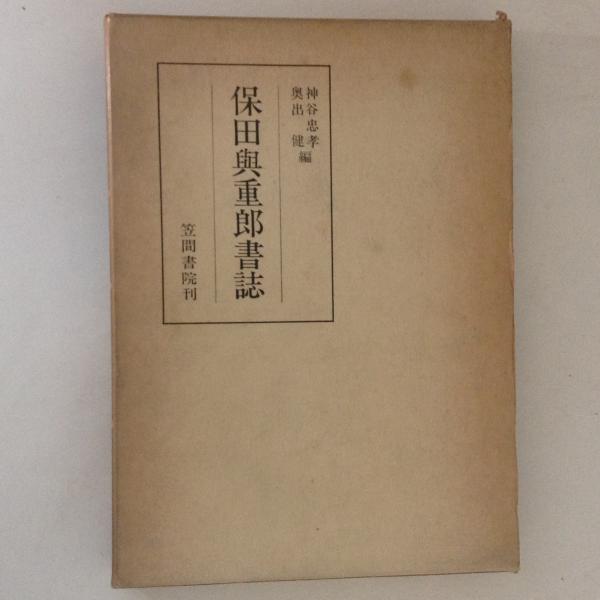 神谷忠孝
奥出健編
保田與重郎書誌
笠間書院刊